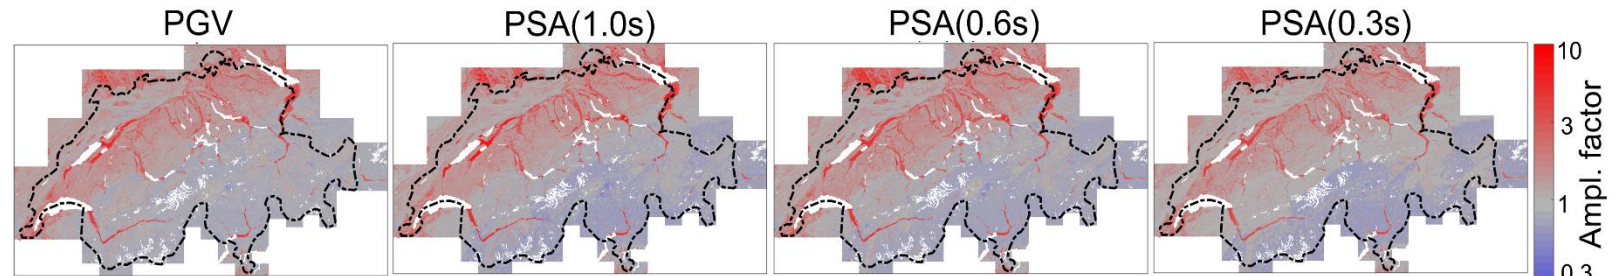 PGV
PSA(1.0s)
PSA(0.6s)
PSA(0.3s)
10
3
1
0.3
Ampl. factor